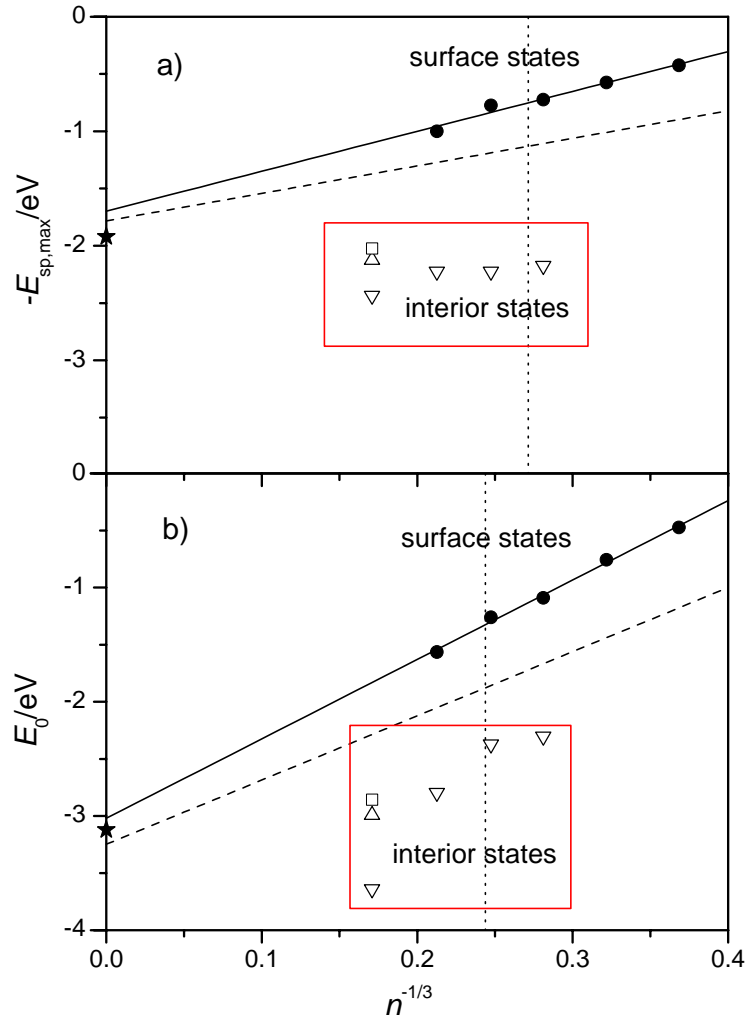 0
a)
surface states
-1
-E_sp,max/eV
-2
interior states
-3
0
b)
surface states
-1
E_0/eV
-2
-3
interior states
-4
0.0 0.1 0.2 0.3 0.4
n^-1/3